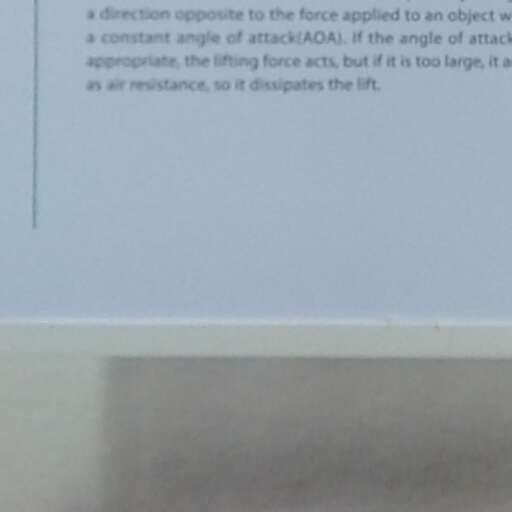 a direction opposite to the force applied to an object w
a constant angle of attack(AOA). If the angle of attack
appropriate, the lifting force acts, but if it is too large, it a
as air resistance, so it dissipates the lift.